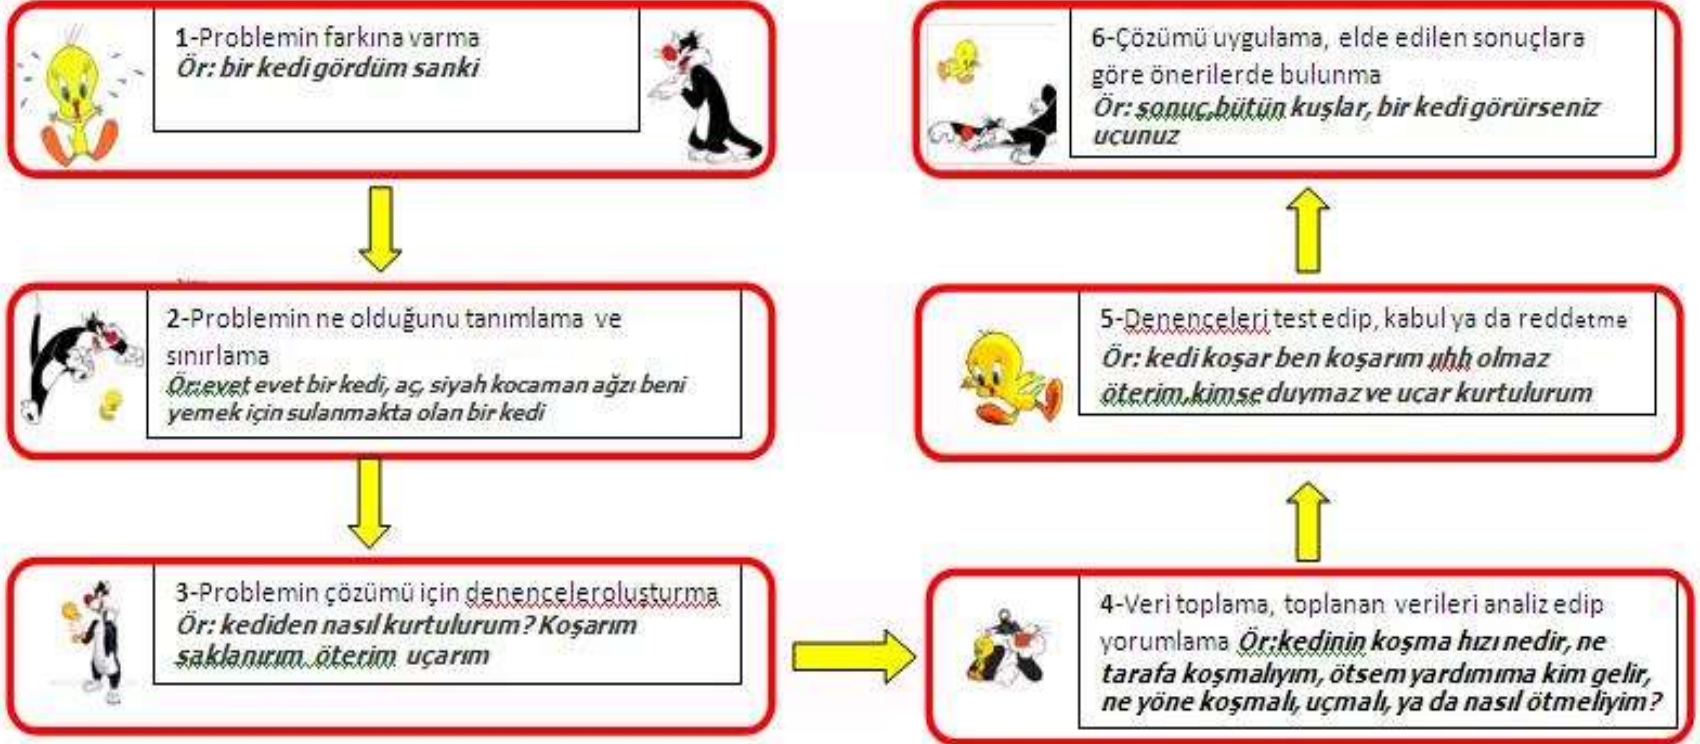 1-Problemin farkına varma
Ör: bir kedi gördüm sanki
2-Problemin ne olduğunu tanımlama ve
sınırlama
Ör:evet evet bir kedi, aç, siyah kocaman ağzı beni
yemek için sulanmakta olan bir kedi
3-Problemin çözümü için denenceleroluşturma
Ör: kediden nasıl kurtulurum? Koşarım
saklanırım, öterim uçarım
4-Veri toplama, toplanan verileri analiz edip
yorumlama Ör:kedinin koşma hızı nedir, ne
tarafa koşmalıyım, ötsem yardımıma kim gelir,
ne yöne koşmalı, uçmalı, ya da nasıl ötmeliyim?
5-Denenceleri test edip, kabul ya da reddetme
Ör: kedi koşar ben koşarım ııhh olmaz
öterim,kimse duymaz ve uçar kurtulurum
6-Çözümü uygulama, elde edilen sonuçlara
göre önerilerde bulunma
Ör: sonuç,bütün kuşlar, bir kedi görürseniz
uçunuz